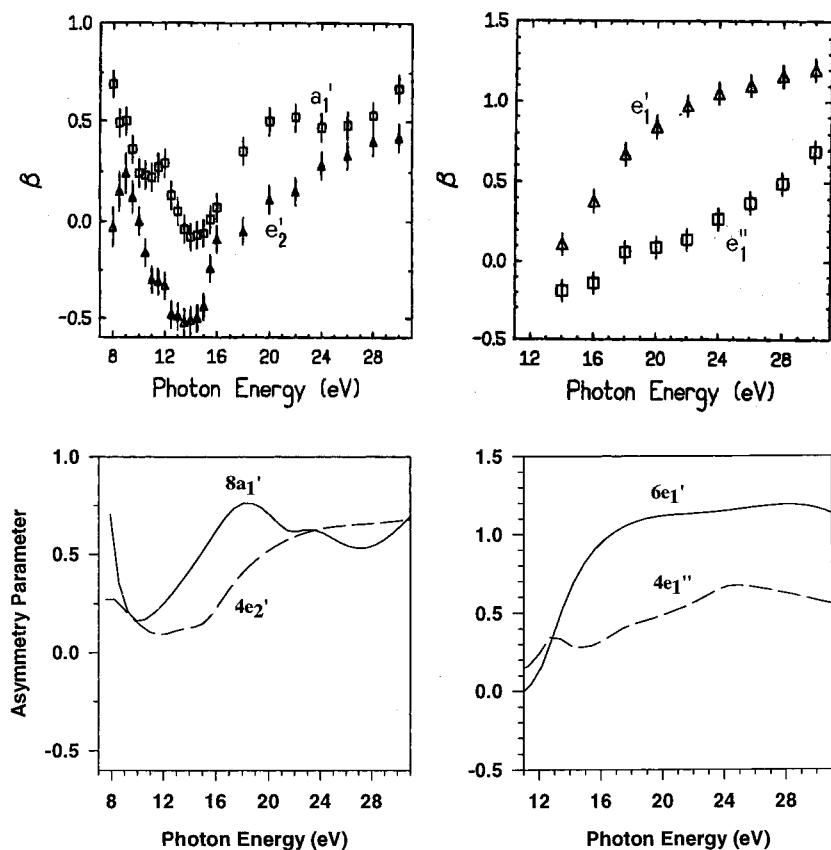 1.0
0.5
0.0
-0.5
β
a₁'
e₂'
8 12 16 20 24 28
Photon Energy (eV)
1.5
1.0
0.5
0.0
-0.5
β
e₁'
e₁''
12 16 20 24 28
Photon Energy (eV)
1.0
0.5
0.0
-0.5
Asymmetry Parameter
8a₁'
4e₂'
8 12 16 20 24 28
Photon Energy (eV)
1.5
1.0
0.5
0.0
-0.5
6e₁'
4e₁''
12 16 20 24 28
Photon Energy (eV)